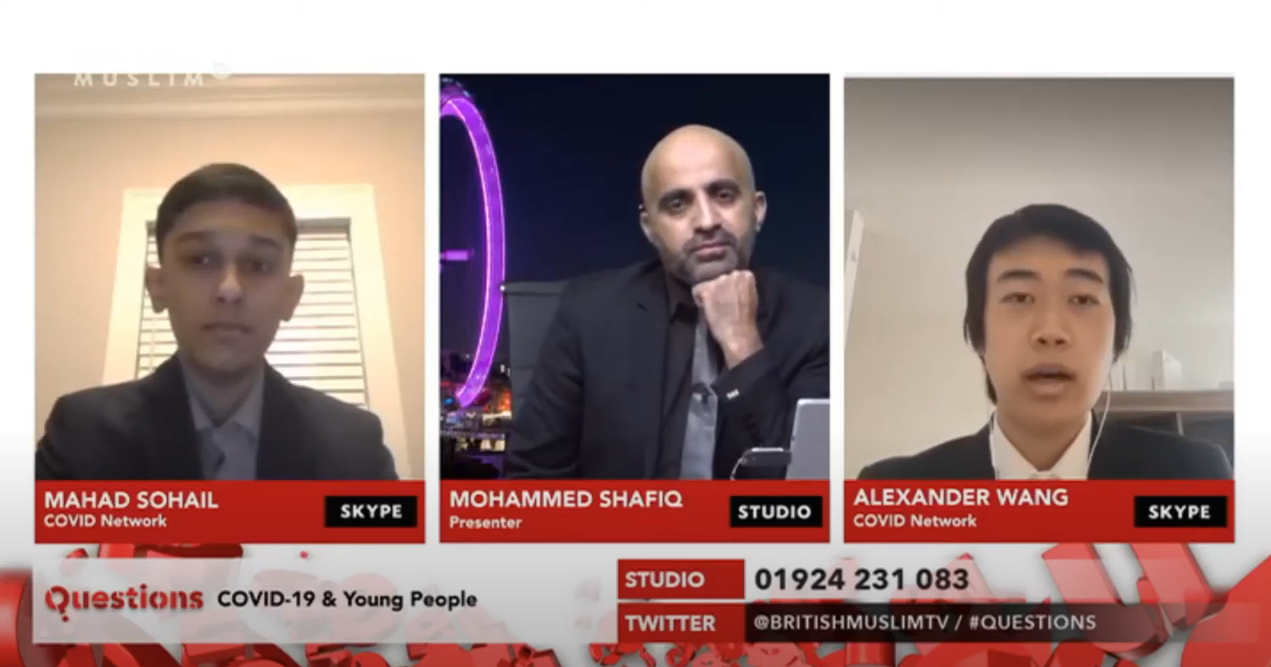 MUSLIM
MAHAD SOHAIL
COVID Network
SKYPE
MOHAMMED SHAFIQ
Presenter
STUDIO
ALEXANDER WANG
COVID Network
SKYPE
Questions COVID-19 & Young People
STUDIO 01924 231 083
TWITTER @BRITISHMUSLIMTV / #QUESTIONS